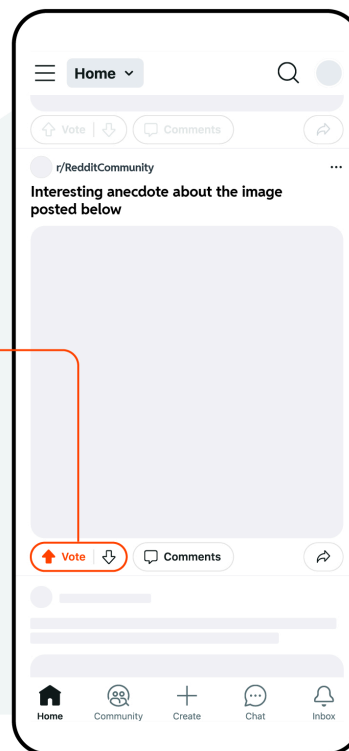 Home
Vote Comments
r/RedditCommunity
Interesting anecdote about the image
posted below
Vote Comments
Home Community Create Chat Inbox